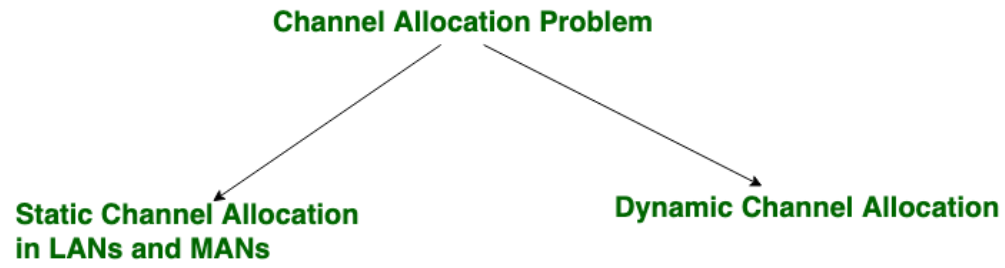 Channel Allocation Problem
Static Channel Allocation
in LANs and MANs
Dynamic Channel Allocation